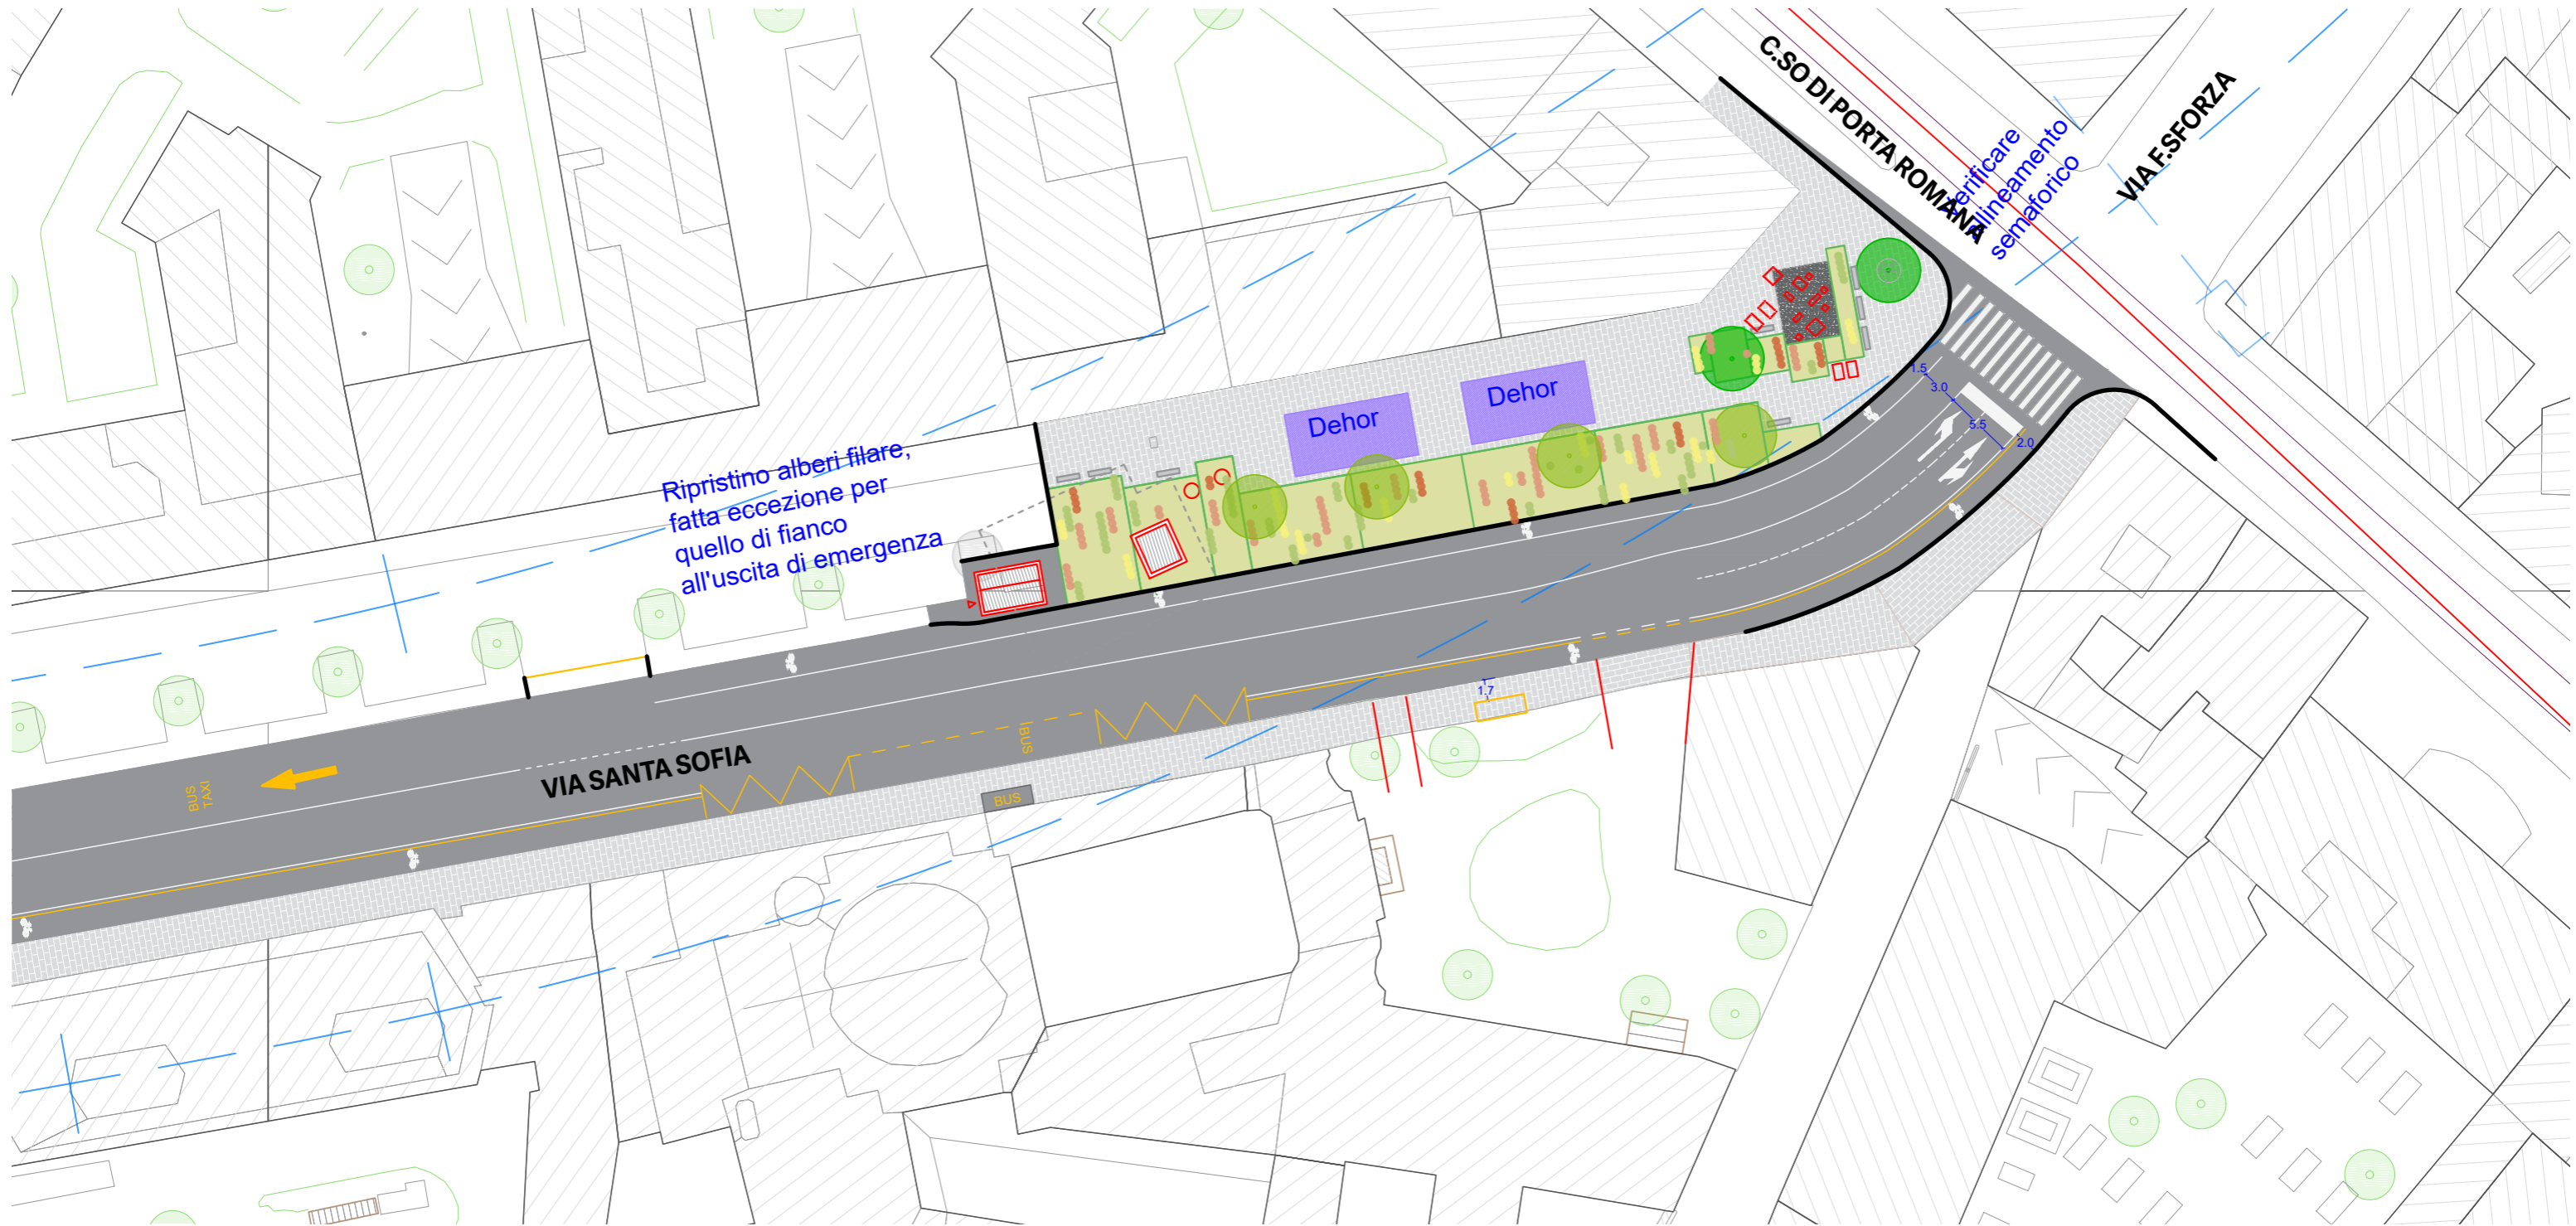 C.SO DI PORTA ROMANA
VIA F.SFORZA
verificare
allineamento
semaforico
Dehor
Dehor
1.5
3.0
5.5
2.0
Ripristino alberi filare,
fatta eccezione per
quello di fianco
all'uscita di emergenza
1.7
BUS
VIA SANTA SOFIA
BUS
TAXI
BUS